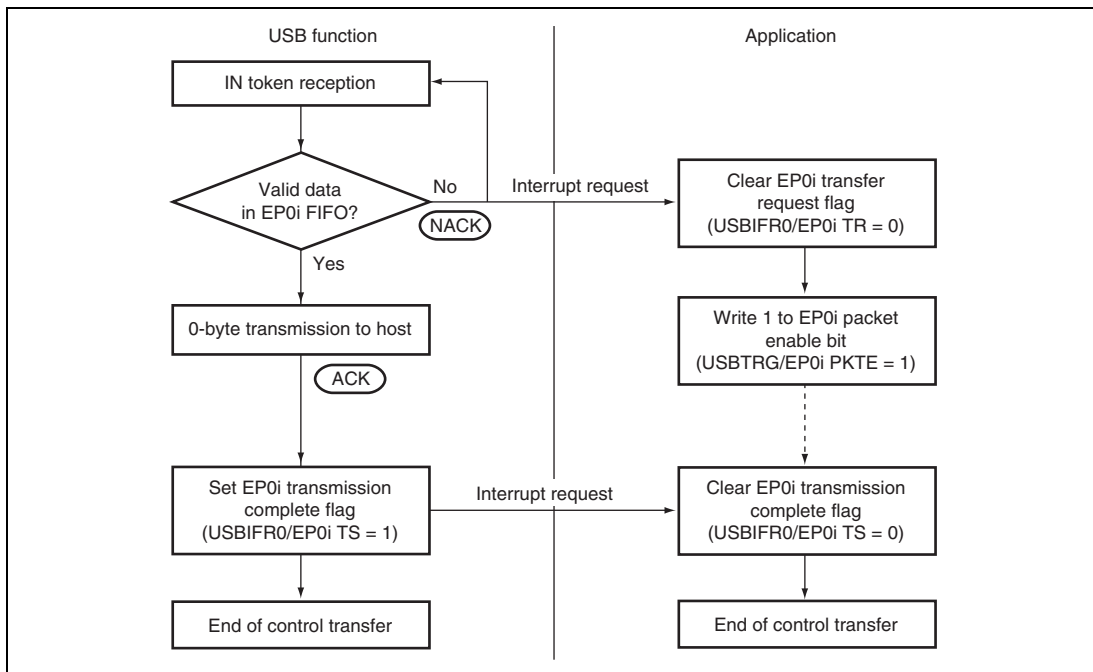 USB function
Application
IN token reception
Valid data
in EP0i FIFO?
No
NACK
Interrupt request
Clear EP0i transfer
request flag
(USBIFR0/EP0i TR = 0)
Yes
0-byte transmission to host
Write 1 to EP0i packet
enable bit
(USBTRG/EP0i PKTE = 1)
ACK
Set EP0i transmission
complete flag
(USBIFR0/EP0i TS = 1)
Interrupt request
Clear EP0i transmission
complete flag
(USBIFR0/EP0i TS = 0)
End of control transfer
End of control transfer